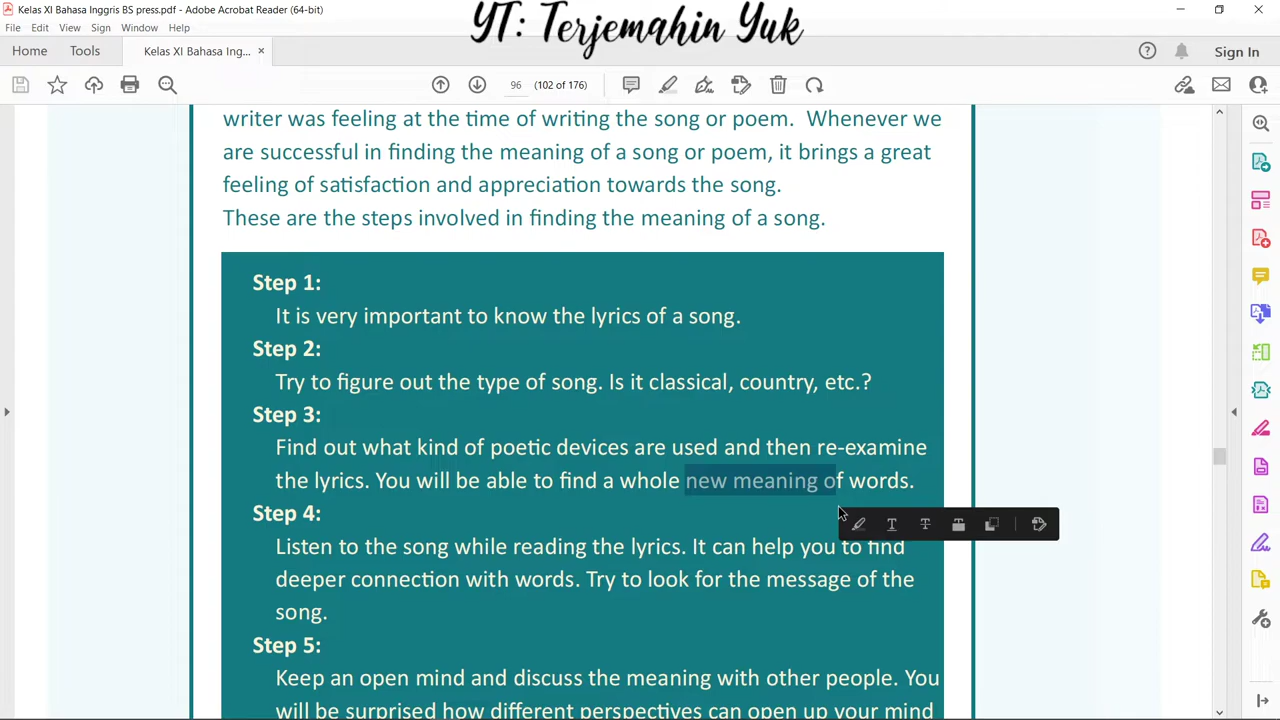 Kelas XI Bahasa Inggris BS press.pdf - Adobe Acrobat Reader (64-bit)
YT: Terjemahin Yuk
File Edit View Sign Window Help
Home Tools Kelas XI Bahasa Ing... × Sign In
96 (102 of 176)
writer was feeling at the time of writing the song or poem. Whenever we
are successful in finding the meaning of a song or poem, it brings a great
feeling of satisfaction and appreciation towards the song.
These are the steps involved in finding the meaning of a song.
Step 1:
It is very important to know the lyrics of a song.
Step 2:
Try to figure out the type of song. Is it classical, country, etc.?
Step 3:
Find out what kind of poetic devices are used and then re-examine
the lyrics. You will be able to find a whole new meaning of words.
Step 4:
Listen to the song while reading the lyrics. It can help you to find
deeper connection with words. Try to look for the message of the
song.
Step 5:
Keep an open mind and discuss the meaning with other people. You
will be surprised how different perspectives can open up your mind